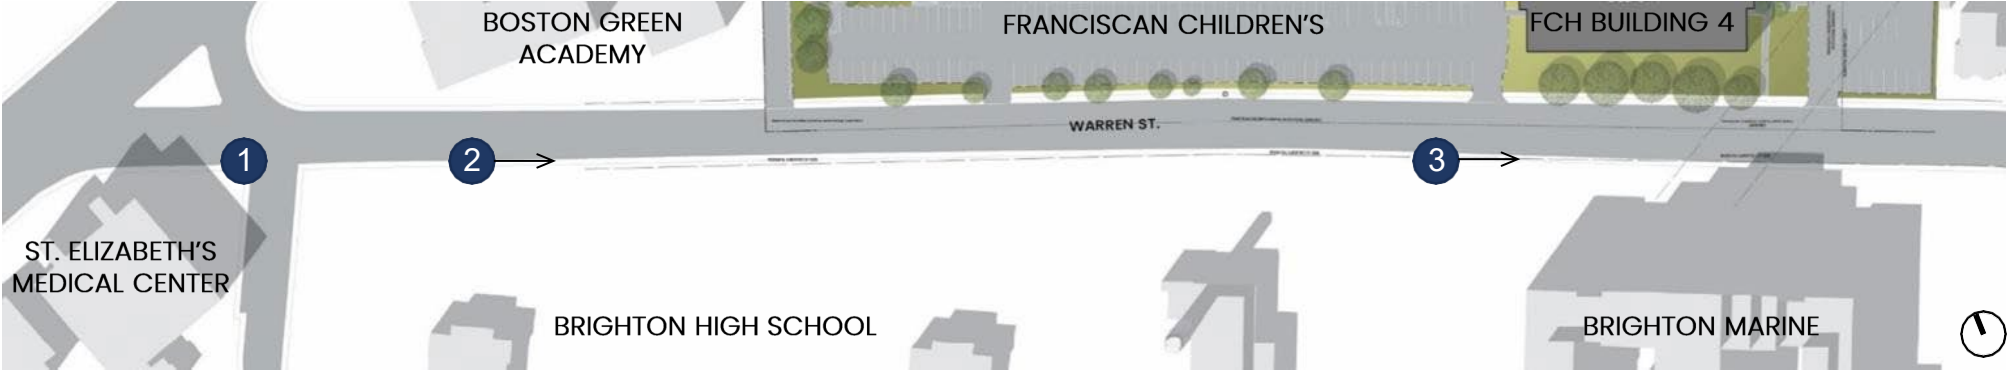 BOSTON GREEN
ACADEMY
FRANCISCAN CHILDREN'S
FCH BUILDING 4
WARREN ST.
1
2
3
ST. ELIZABETH'S
MEDICAL CENTER
BRIGHTON HIGH SCHOOL
BRIGHTON MARINE